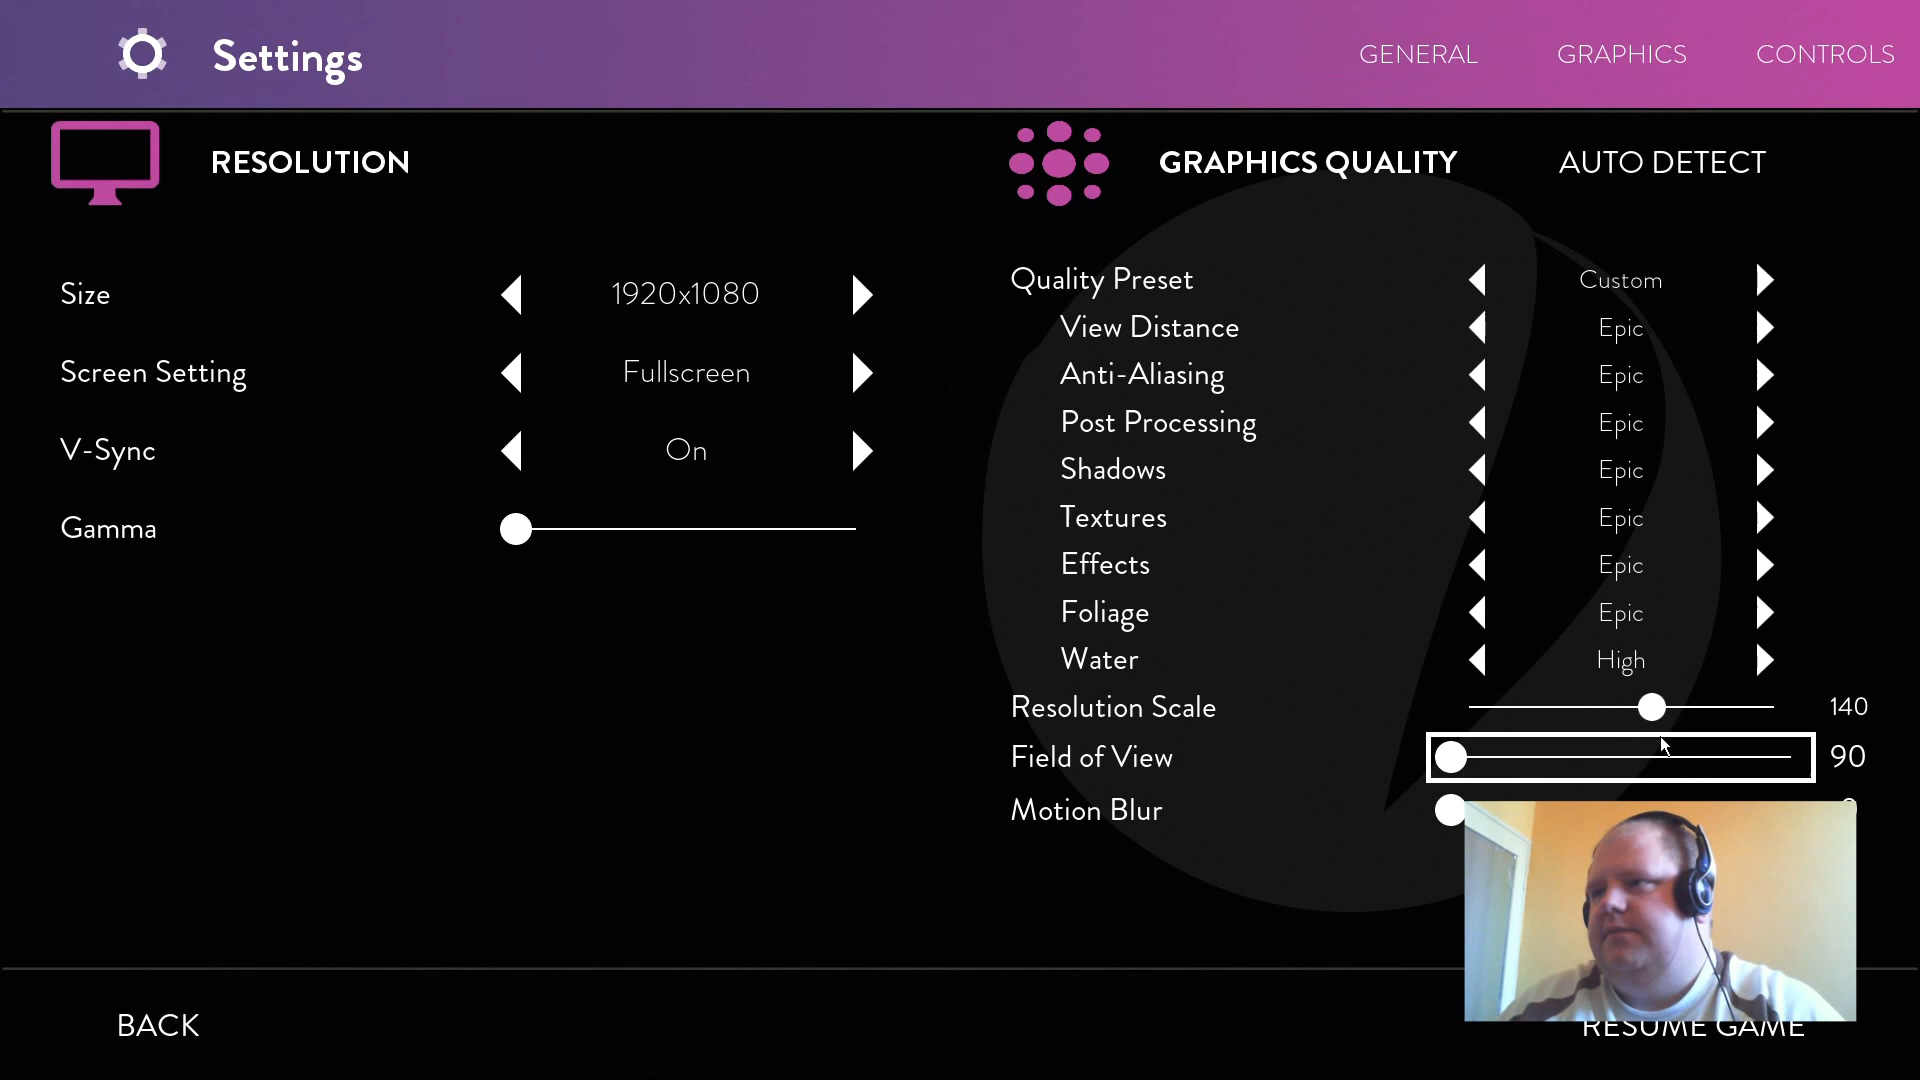 Settings
GENERAL GRAPHICS CONTROLS
RESOLUTION
Size 1920x1080
Screen Setting Fullscreen
V-Sync On
Gamma
GRAPHICS QUALITY AUTO DETECT
Quality Preset Custom
View Distance Epic
Anti-Aliasing Epic
Post Processing Epic
Shadows Epic
Textures Epic
Effects Epic
Foliage Epic
Water High
Resolution Scale 140
Field of View 90
Motion Blur
BACK
RESUME GAME